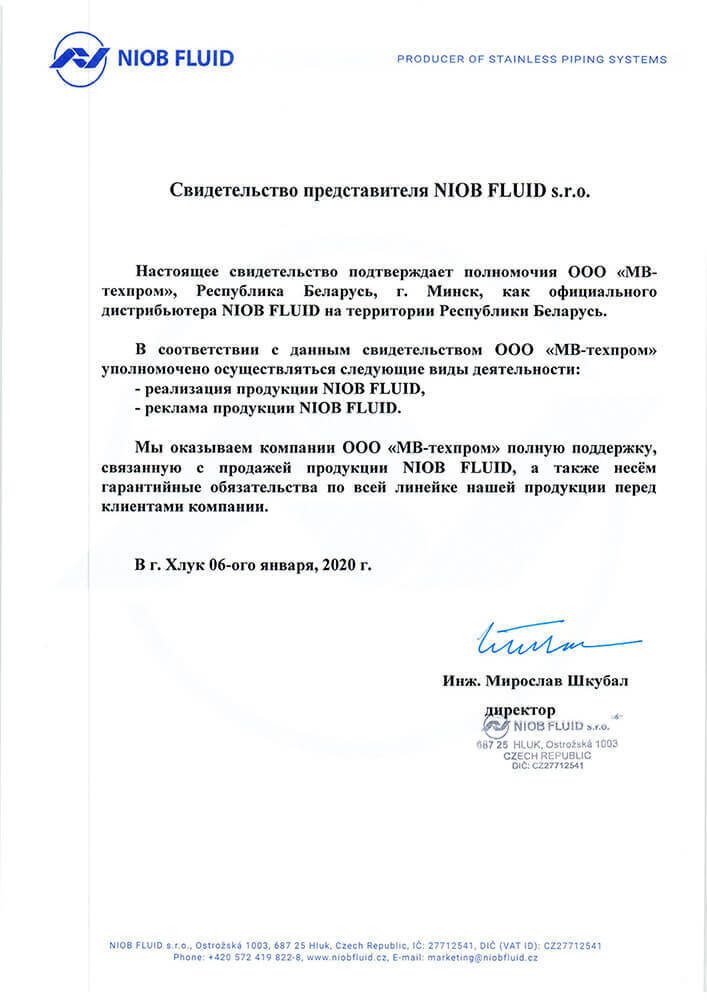 NIOB FLUID
PRODUCER OF STAINLESS PIPING SYSTEMS
Свидетельство представителя NIOB FLUID s.r.o.
Настоящее свидетельство подтверждает полномочия ООО «МВ-
техпром», Республика Беларусь, г. Минск, как официального
дистрибьютера NIOB FLUID на территории Республики Беларусь.
В соответствии с данным свидетельством ООО «МВ-техпром»
уполномочено осуществляться следующие виды деятельности:
- реализация продукции NIOB FLUID,
- реклама продукции NIOB FLUID.
Мы оказываем компании ООО «МВ-техпром» полную поддержку,
связанную с продажей продукции NIOB FLUID, а также несём
гарантийные обязательства по всей линейке нашей продукции перед
клиентами компании.
В г. Хлук 06-ого января, 2020 г.
Инж. Мирослав Шкубал
директор
NIOB FLUID s.r.o.
687 25 HLUK, Ostrožská 1003
CZECH REPUBLIC
DIČ: CZ27712541
NIOB FLUID s.r.o., Ostrožská 1003, 687 25 Hluk, Czech Republic, IČ: 27712541, DIČ (VAT ID): CZ27712541
Phone: +420 572 419 822-8, www.niobfluid.cz, E-mail: marketing@niobfluid.cz